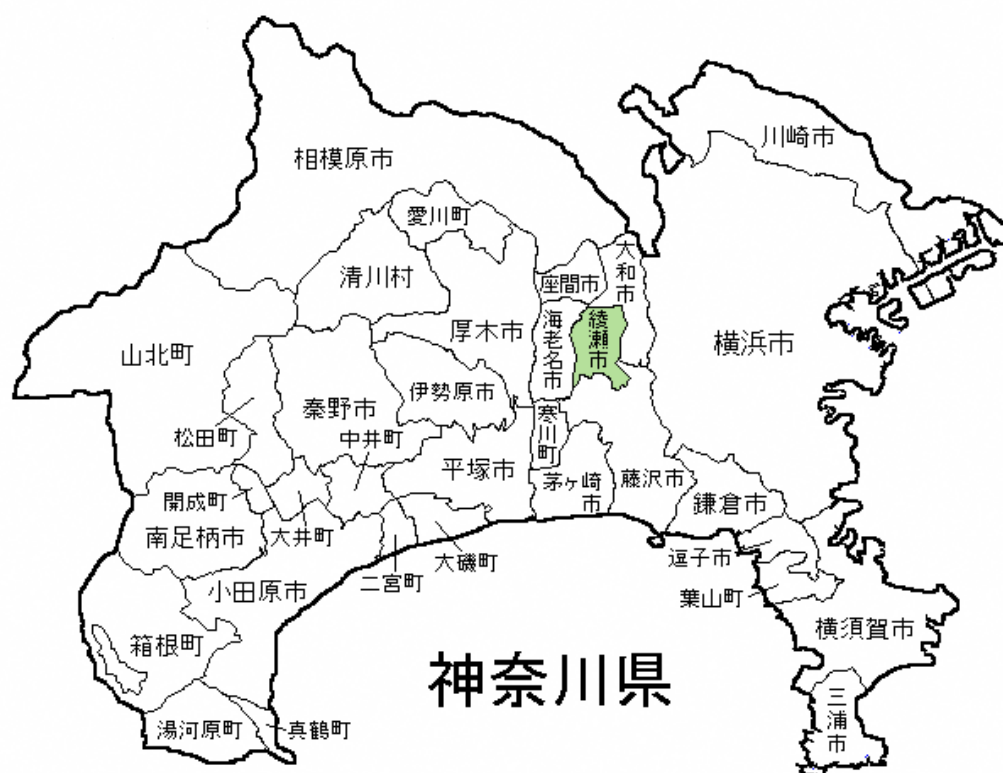 川崎市
相模原市
愛川町
大和市
清川村
座間市
綾瀬市
海老名市
厚木市
横浜市
山北町
伊勢原市
秦野市
寒川町
松田町
中井町
平塚市
茅ヶ崎市
藤沢市
鎌倉市
開成町
南足柄市
大井町
逗子市
大磯町
二宮町
小田原市
葉山町
横須賀市
箱根町
神奈川県
三浦市
湯河原町
真鶴町